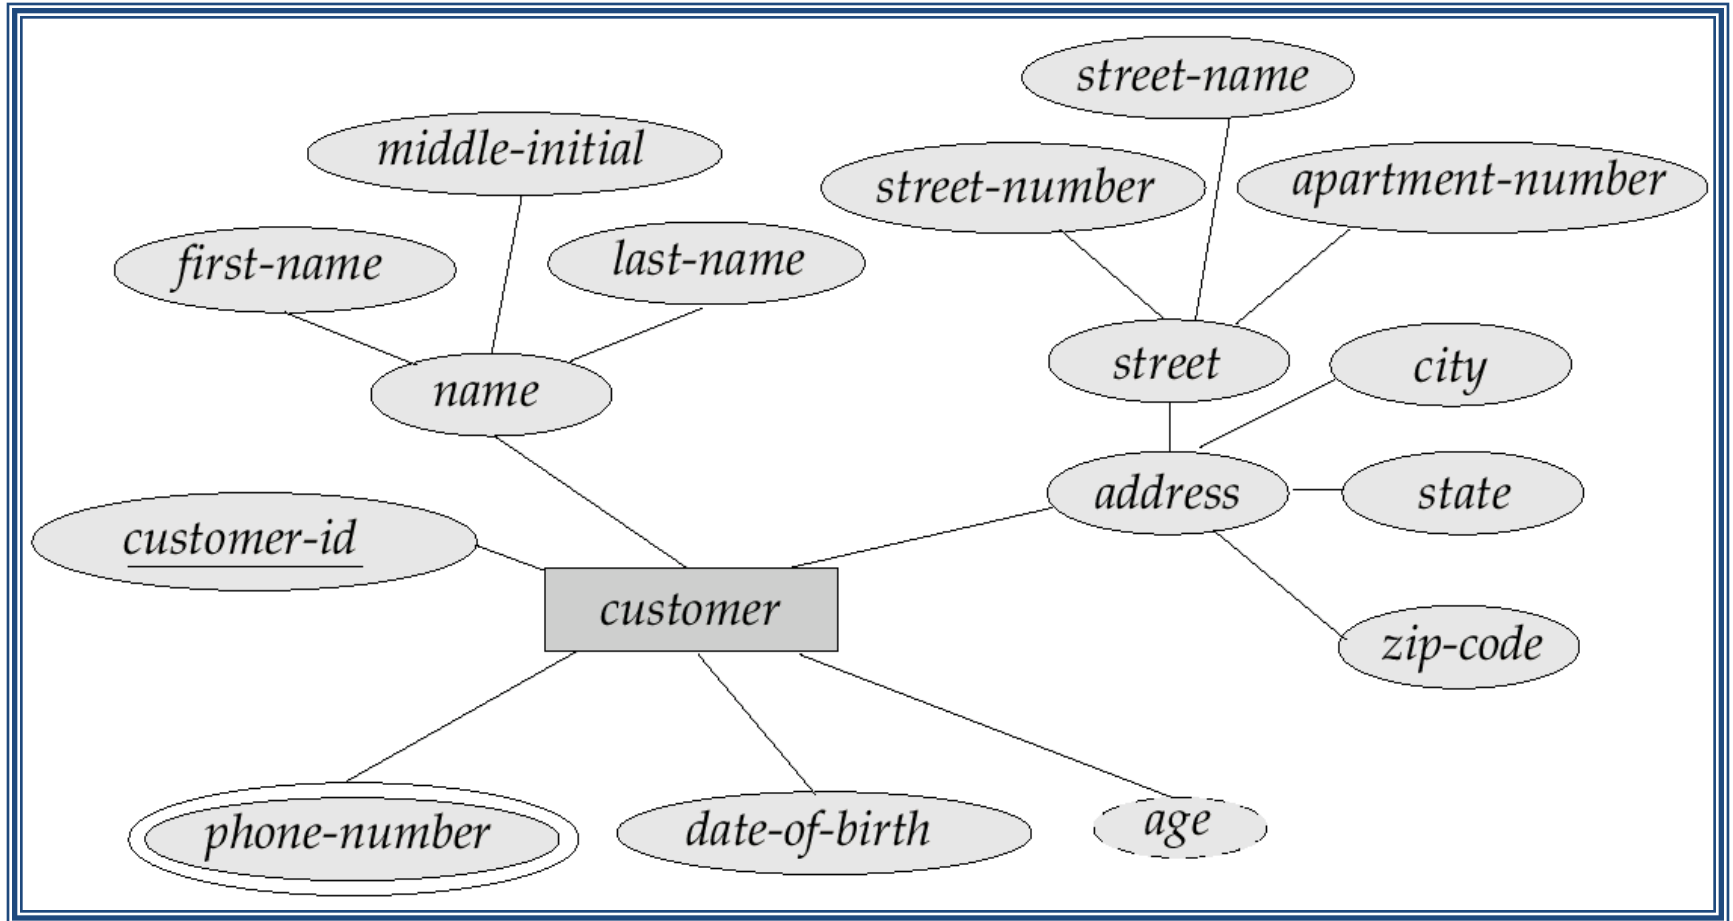 street-name
middle-initial
street-number
apartment-number
first-name
last-name
street
city
name
address
state
customer-id
customer
zip-code
phone-number
date-of-birth
age